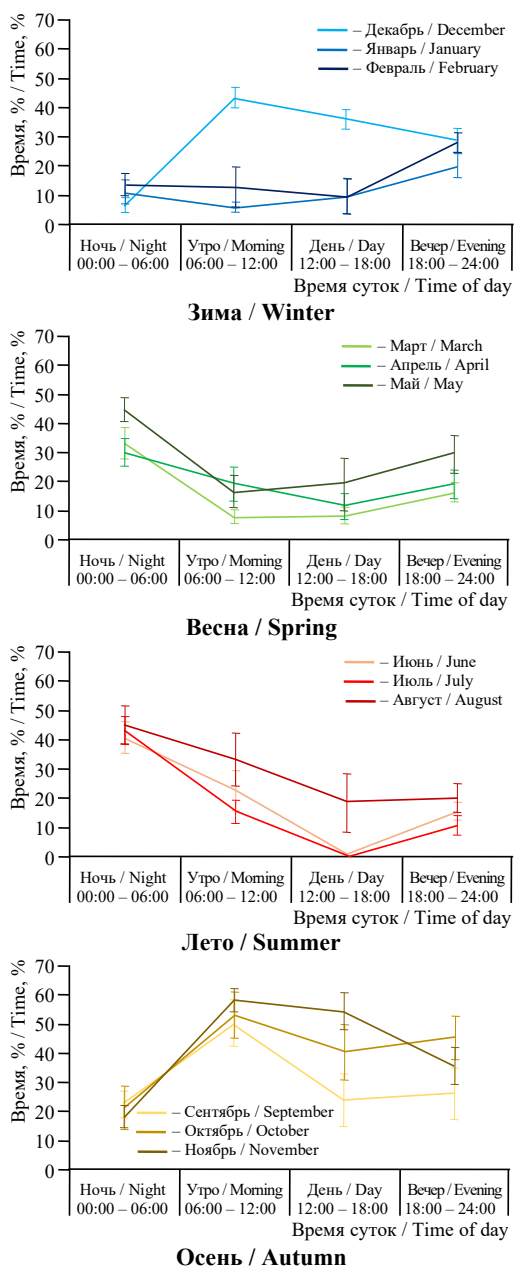 Время, % / Time, %
70
60
50
40
30
20
10
0
– Декабрь / December
– Январь / January
– Февраль / February
Ночь / Night Утро / Morning День / Day Вечер / Evening
00:00 – 06:00 06:00 – 12:00 12:00 – 18:00 18:00 – 24:00
Время суток / Time of day
Зима / Winter
Время, % / Time, %
70
60
50
40
30
20
10
0
– Март / March
– Апрель / April
– Май / May
Ночь / Night Утро / Morning День / Day Вечер / Evening
00:00 – 06:00 06:00 – 12:00 12:00 – 18:00 18:00 – 24:00
Время суток / Time of day
Весна / Spring
Время, % / Time, %
70
60
50
40
30
20
10
0
– Июнь / June
– Июль / July
– Август / August
Ночь / Night Утро / Morning День / Day Вечер / Evening
00:00 – 06:00 06:00 – 12:00 12:00 – 18:00 18:00 – 24:00
Время суток / Time of day
Лето / Summer
Время, % / Time, %
70
60
50
40
30
20
10
0
– Сентябрь / September
– Октябрь / October
– Ноябрь / November
Ночь / Night Утро / Morning День / Day Вечер / Evening
00:00 – 06:00 06:00 – 12:00 12:00 – 18:00 18:00 – 24:00
Время суток / Time of day
Осень / Autumn